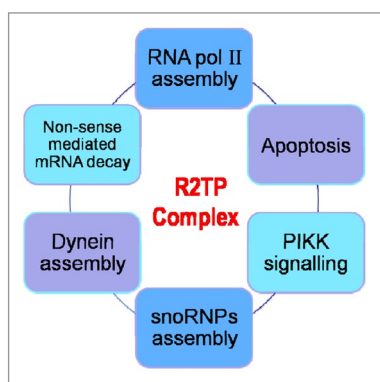 RNA pol II
assembly
Non-sense
mediated
mRNA decay
Apoptosis
R2TP
Complex
Dynein
assembly
PIKK
signalling
snoRNPs
assembly